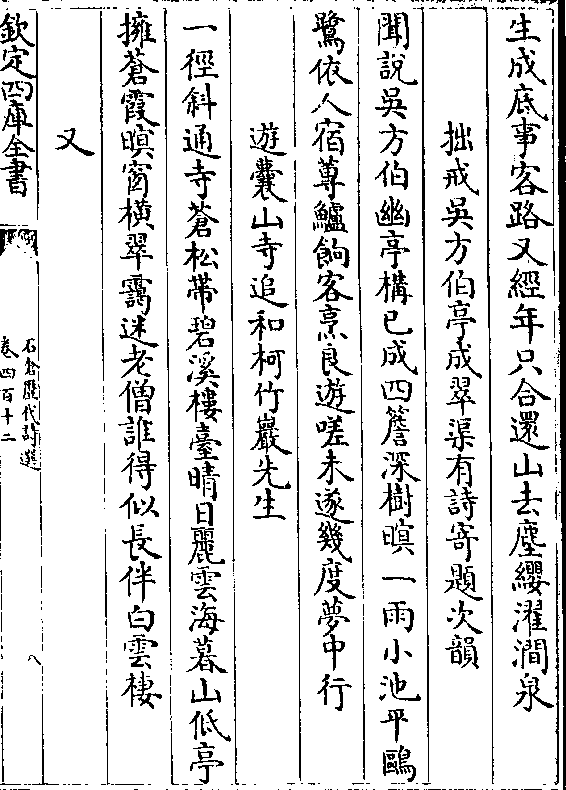 生成底事客路又經年只合還山去塵纓濯澗泉
拙戒吳方伯亭成翠渠有詩寄題次韻
聞說吳方伯幽亭構已成四簷深樹暝一雨小池平鷗
鷺依人宿蓴鱸餉客烹良遊嗟未遂幾度夢中行
遊囊山寺追和柯竹巖先生
一徑斜通寺蒼松帶碧溪樓臺晴日麗雲海暮山低亭
擁蒼霞暝窗橫翠靄迷老僧誰得似長伴白雲棲
又
欽定四庫全書
石倉歷代詩選
卷四百十二
八